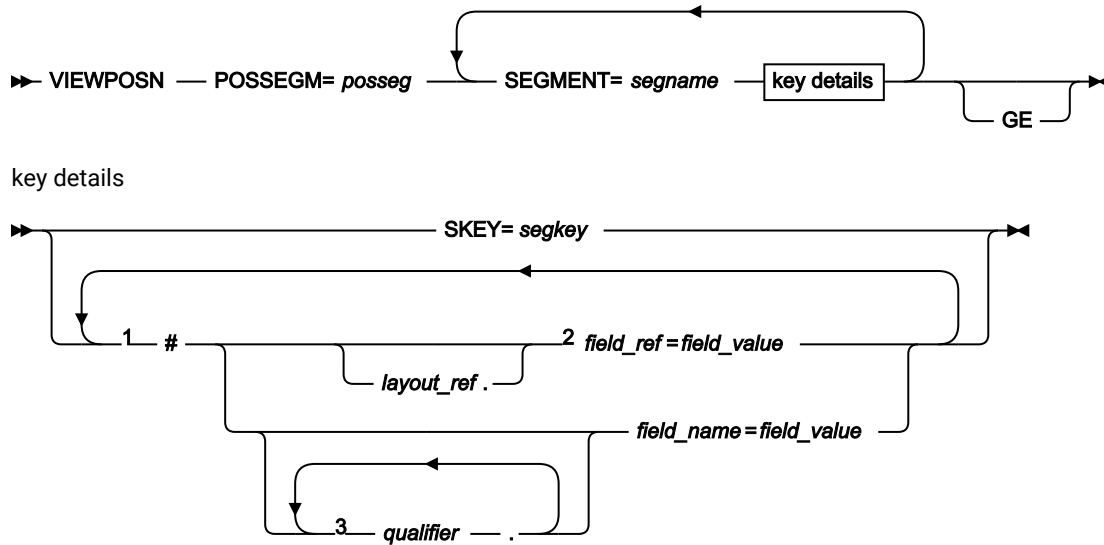 VIEWPOSN POSSEGM= posseg SEGMENT= segname key details
GE
key details
SKEY= segkey
1 # 2 field_ref =field_value
layout_ref .
field_name =field_value
3 qualifier .